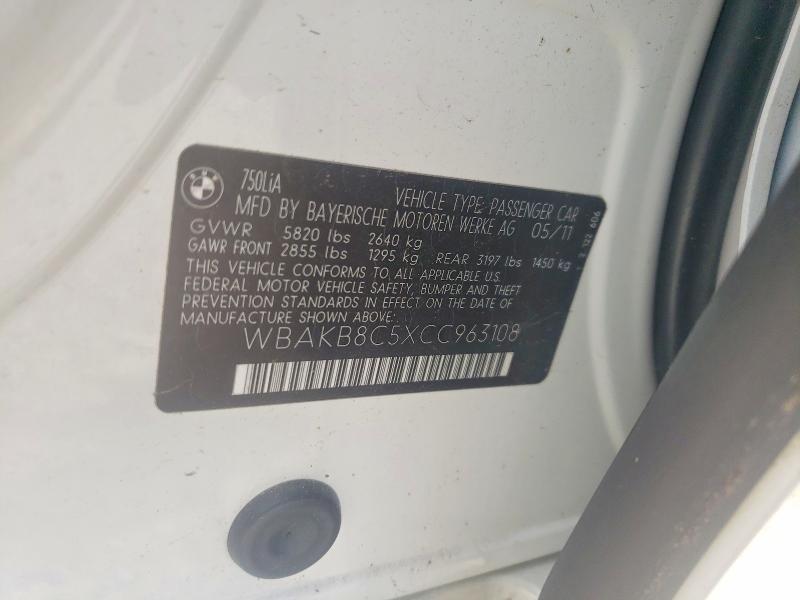 750LiA
VEHICLE TYPE: PASSENGER CAR
MFD BY BAYERISCHE MOTOREN WERKE AG 05/11
GVWR 5820 lbs 2640 kg
GAWR FRONT 2855 lbs 1295 kg REAR 3197 lbs 1450 kg
THIS VEHICLE CONFORMS TO ALL APPLICABLE U.S.
FEDERAL MOTOR VEHICLE SAFETY, BUMPER AND THEFT
PREVENTION STANDARDS IN EFFECT ON THE DATE OF
MANUFACTURE SHOWN ABOVE:
WBAKB8C5XCC963108
122 606